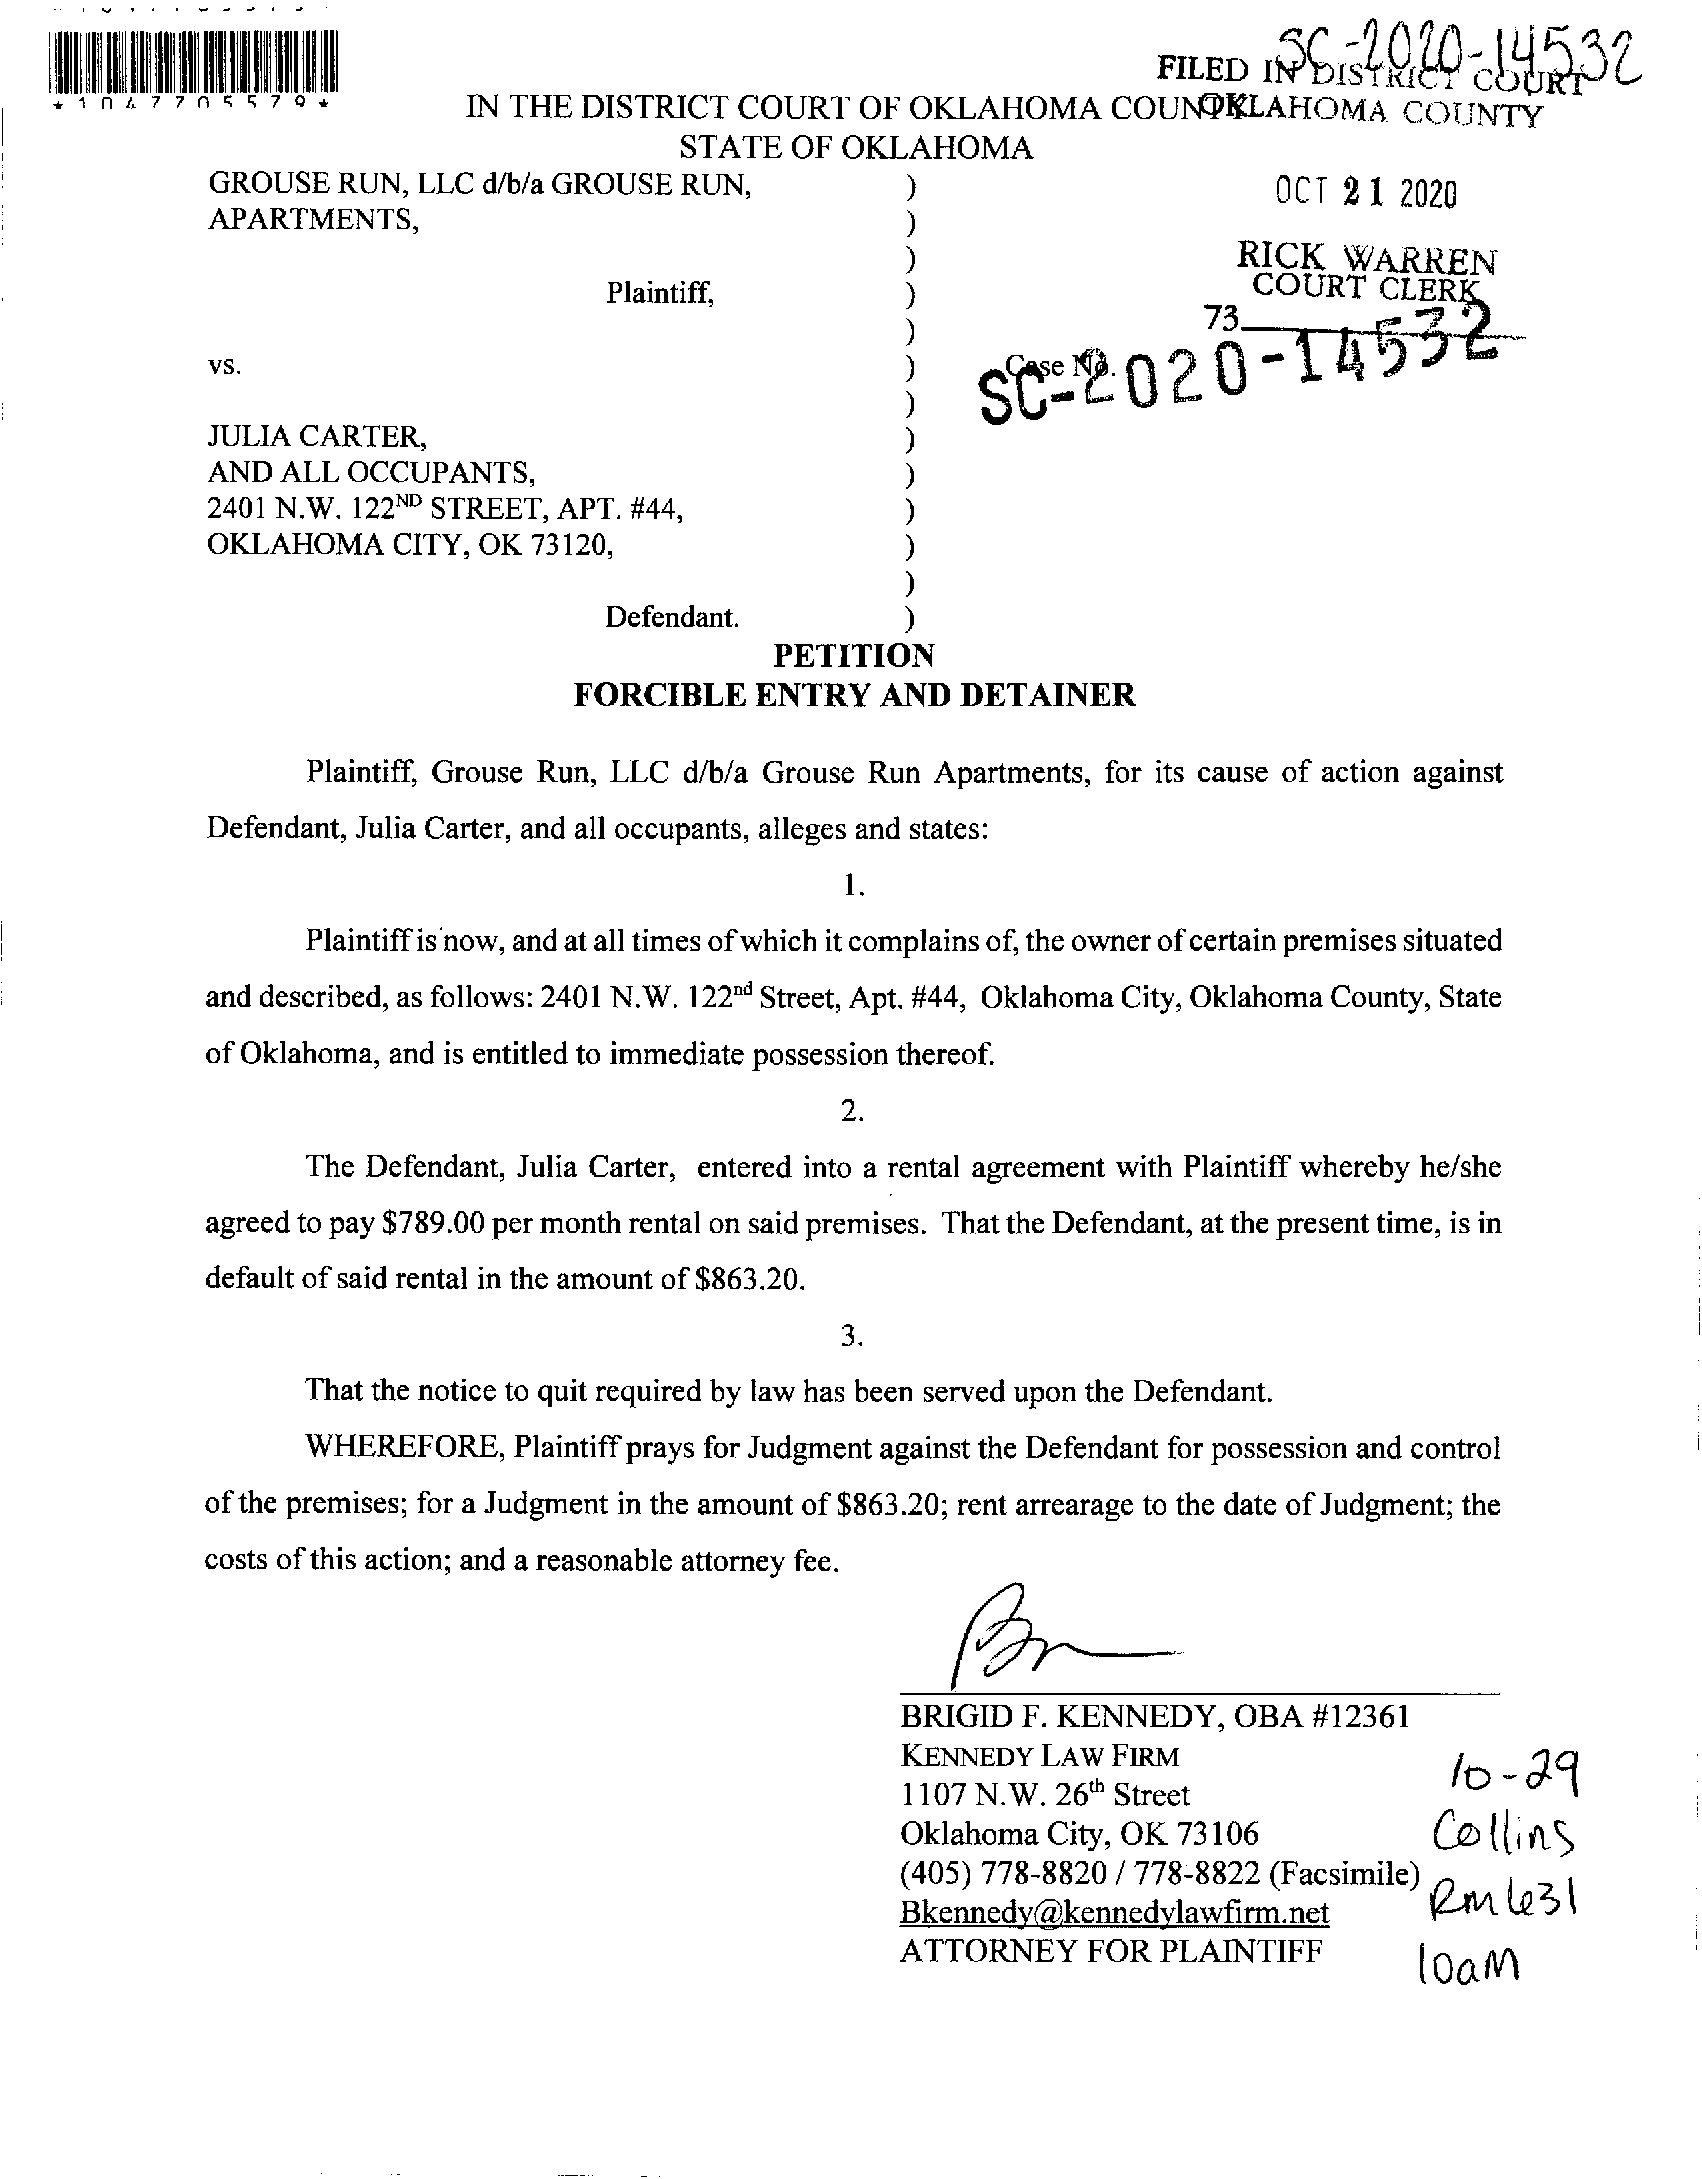 SC-2020-14532
*1047705579*
FILED IN DISTRICT COURT
OKLAHOMA COUNTY
IN THE DISTRICT COURT OF OKLAHOMA COUNTY
STATE OF OKLAHOMA
GROUSE RUN, LLC d/b/a GROUSE RUN, )
APARTMENTS, )
)
Plaintiff, )
)
vs. )
)
JULIA CARTER, )
AND ALL OCCUPANTS, )
2401 N.W. 122ND STREET, APT. #44, )
OKLAHOMA CITY, OK 73120, )
)
Defendant. )
OCT 21 2020
RICK WARREN
COURT CLERK
73
Case No.
SC-2020-14532
PETITION
FORCIBLE ENTRY AND DETAINER
Plaintiff, Grouse Run, LLC d/b/a Grouse Run Apartments, for its cause of action against
Defendant, Julia Carter, and all occupants, alleges and states:
1.
Plaintiff is now, and at all times of which it complains of, the owner of certain premises situated
and described, as follows: 2401 N.W. 122nd Street, Apt. #44, Oklahoma City, Oklahoma County, State
of Oklahoma, and is entitled to immediate possession thereof.
2.
The Defendant, Julia Carter, entered into a rental agreement with Plaintiff whereby he/she
agreed to pay $789.00 per month rental on said premises. That the Defendant, at the present time, is in
default of said rental in the amount of $863.20.
3.
That the notice to quit required by law has been served upon the Defendant.
WHEREFORE, Plaintiff prays for Judgment against the Defendant for possession and control
of the premises; for a Judgment in the amount of $863.20; rent arrearage to the date of Judgment; the
costs of this action; and a reasonable attorney fee.
BRIGID F. KENNEDY, OBA #12361
KENNEDY LAW FIRM
1107 N.W. 26th Street
Oklahoma City, OK 73106
(405) 778-8820 / 778-8822 (Facsimile)
Bkennedy@kennedylawfirm.net
ATTORNEY FOR PLAINTIFF
10-29
Collins
Rm 631
10am